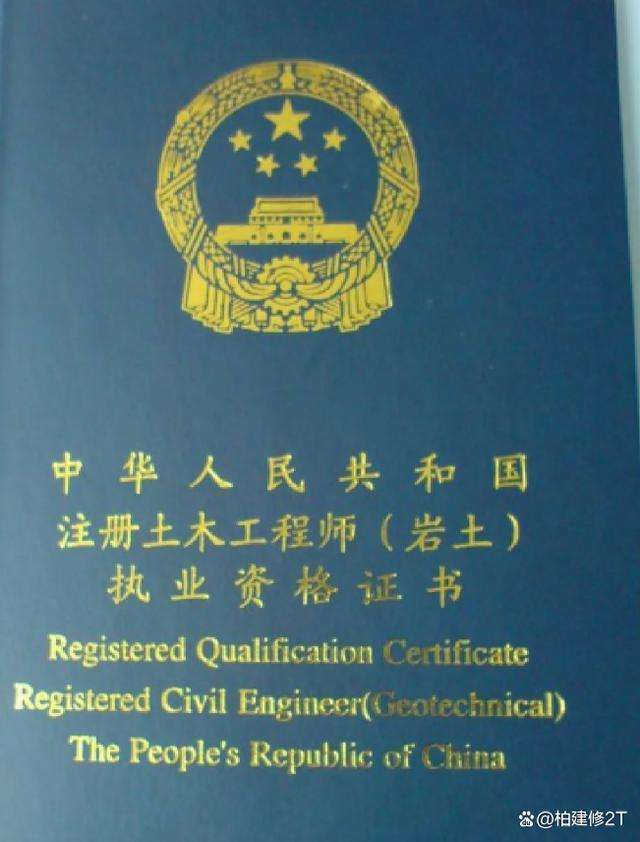 中华人民共和国
注册土木工程师（岩土）
执业资格证书
Registered Qualification Certificate
Registered Civil Engineer(Geotechnical)
The People's Republic of China
@柏建修2T